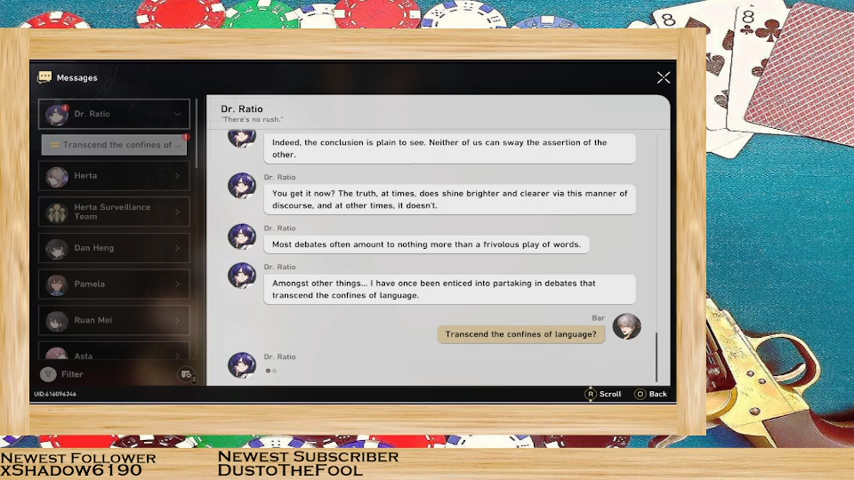 Messages
Dr. Ratio
Transcend the confines of ...
Herta
Herta Surveillance
Team
Dan Heng
Pamela
Ruan Mei
Asta
Filter
Dr. Ratio
"There's no rush."
Indeed, the conclusion is plain to see. Neither of us can sway the assertion of the
other.
Dr. Ratio
You get it now? The truth, at times, does shine brighter and clearer via this manner of
discourse, and at other times, it doesn't.
Dr. Ratio
Most debates often amount to nothing more than a frivolous play of words.
Dr. Ratio
Amongst other things... I have once been enticed into partaking in debates that
transcend the confines of language.
Bar
Transcend the confines of language?
Dr. Ratio
UID:616096346
R Scroll
Back
8
8
Newest Follower
xShadow6190
Newest Subscriber
DustoTheFool